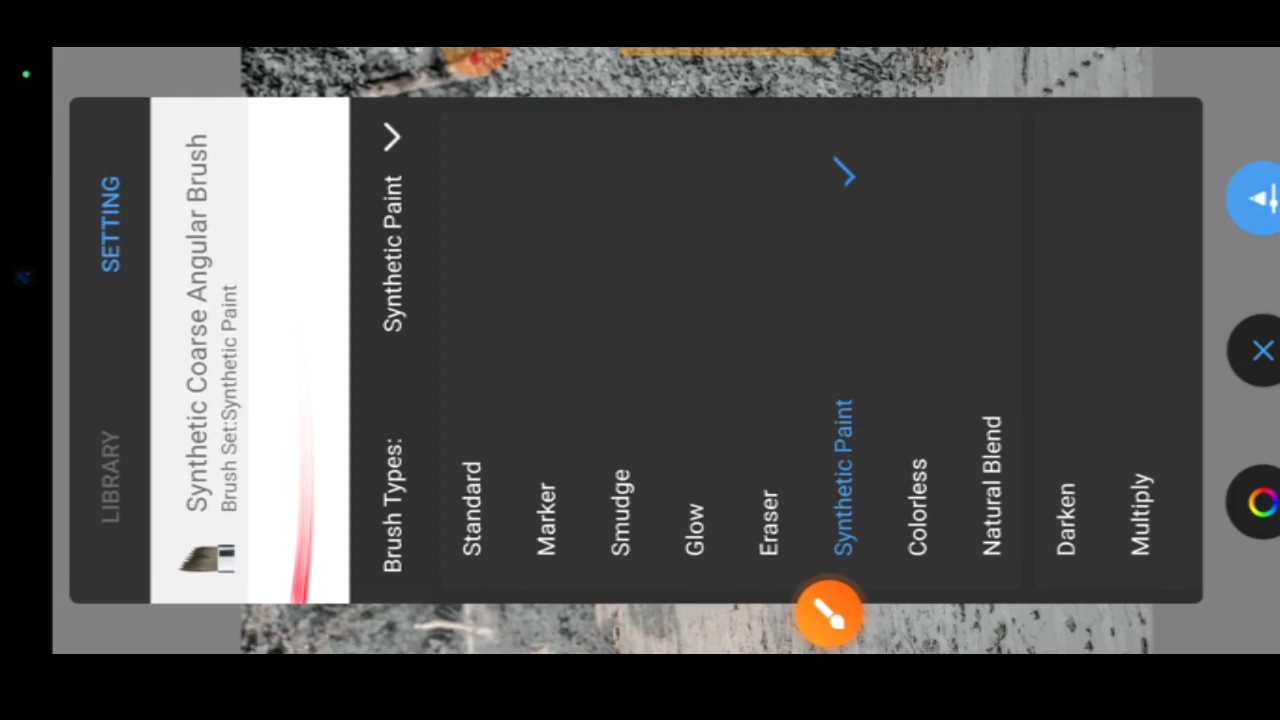 LIBRARY SETTING
Synthetic Coarse Angular Brush
Brush Set:Synthetic Paint
Brush Types: Synthetic Paint
Standard
Marker
Smudge
Glow
Eraser
Synthetic Paint
Colorless
Natural Blend
Darken
Multiply